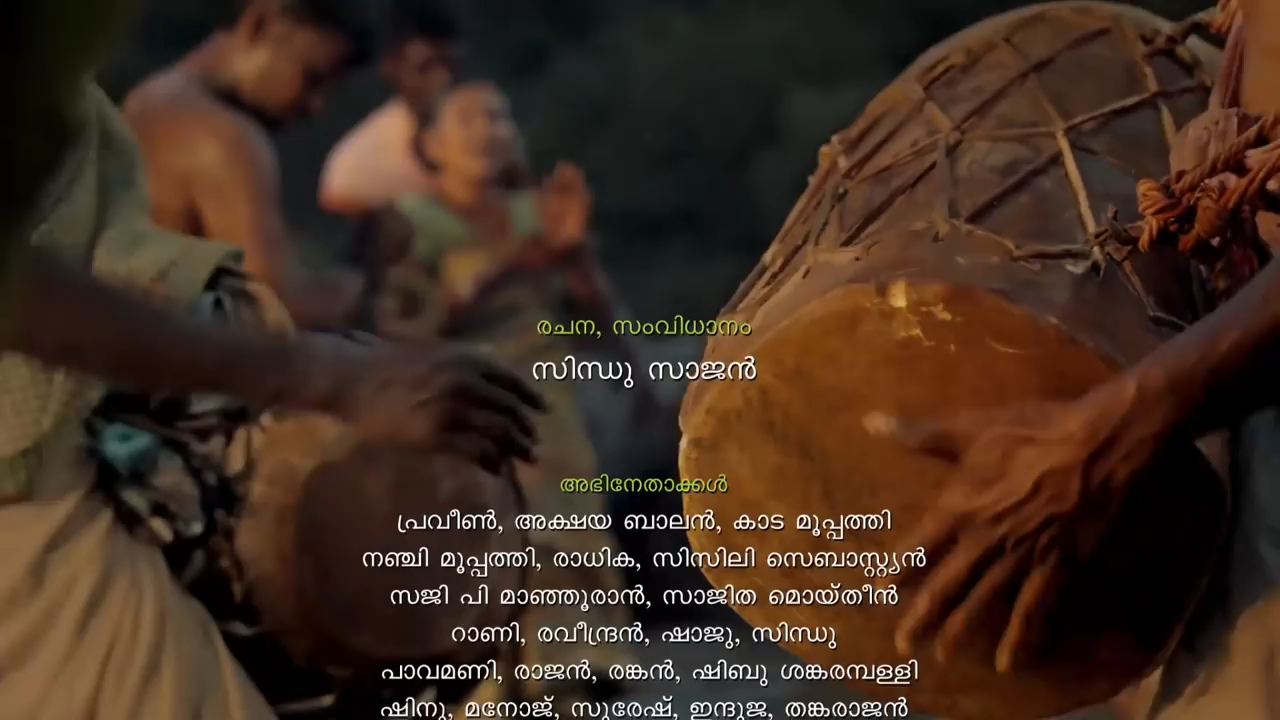 രചന, സംവിധാനം
സിന്ധു സാജൻ
അഭിനേതാക്കൾ
പ്രവീൺ, അക്ഷയ ബാലൻ, കാട മൂപ്പത്തി
നഞ്ചി മൂപ്പത്തി, രാധിക, സിസിലി സെബാസ്റ്റ്യൻ
സജി പി മാഞ്ഞൂരാൻ, സാജിത മൊയ്തീൻ
റാണി, രവീന്ദ്രൻ, ഷാജു, സിന്ധു
പാവമണി, രാജൻ, രങ്കൻ, ഷിബു ശങ്കരമ്പള്ളി
ഷിനു, മനോജ്, സുരേഷ്, ഇന്ദുജ, തങ്കരാജൻ